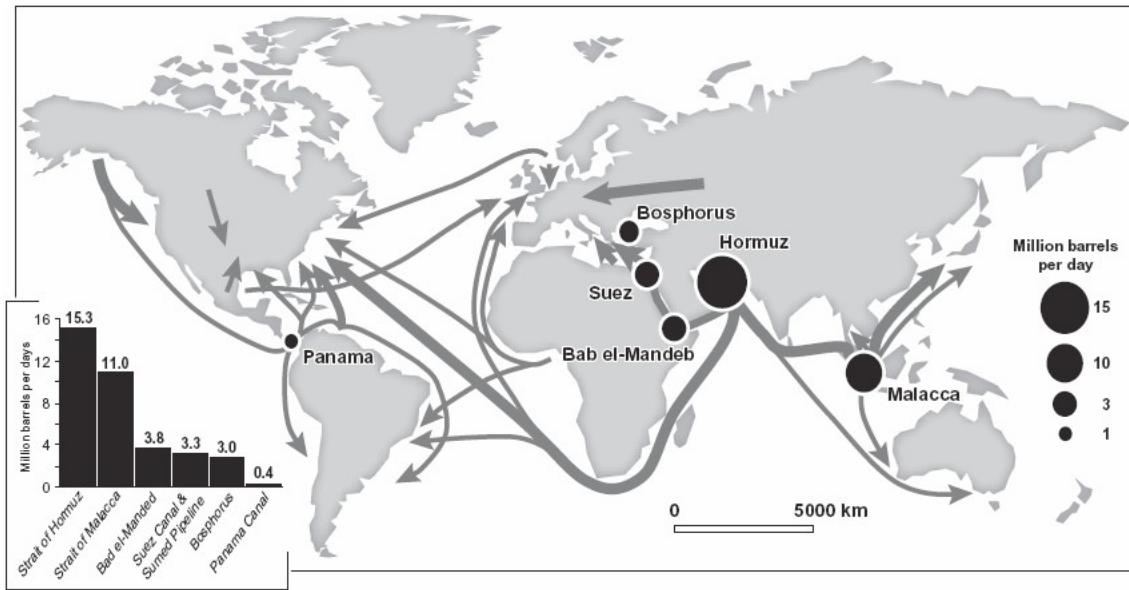 Bosphorus
Hormuz
Suez
Bab el-Mandeb
Malacca
Panama
Million barrels
per day
15
10
3
1
0 5000 km
Million barrels per days
16
12
8
4
0
15.3
11.0
3.8
3.3
3.0
0.4
Strait of Hormuz
Strait of Malacca
Bad el-Manded
Suez Canal &
Sumed Pipeline
Bosphorus
Panama Canal